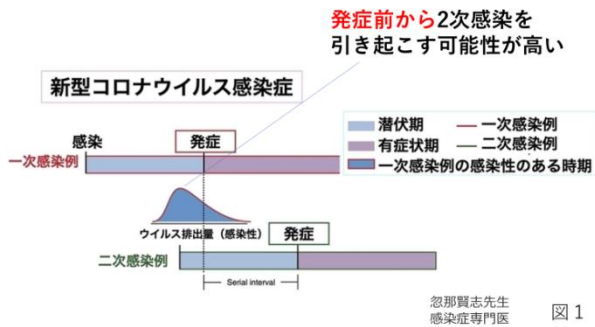 発症前から2次感染を
引き起こす可能性が高い
新型コロナウイルス感染症
感染
発症
一次感染例
潜伏期
一次感染例
有症状期
二次感染例
一次感染例の感染性のある時期
ウイルス排出量（感染性）
発症
二次感染例
Serial interval
忽那賢志先生
感染症専門医
図 1